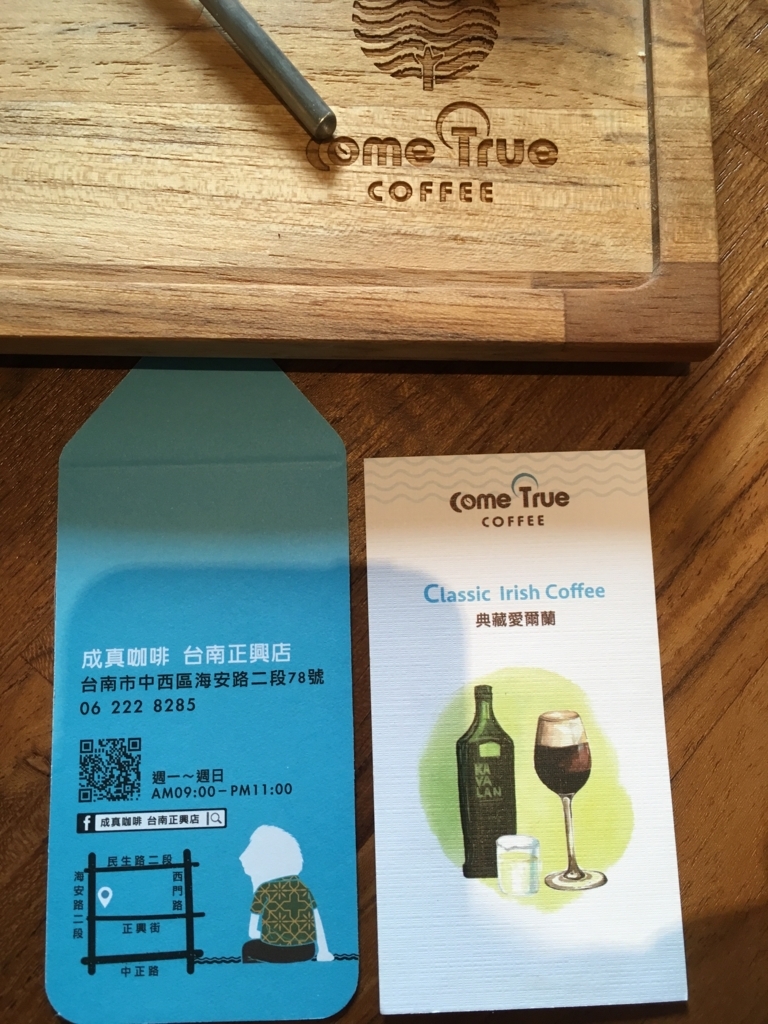 Come True
COFFEE
成真咖啡 台南正興店
台南市中西區海安路二段78號
06 222 8285
週一～週日
AM09:00–PM11:00
f 成真咖啡 台南正興店
民生路二段
海安路二段
西門路
正興街
中正路
Come True
COFFEE
Classic Irish Coffee
典藏愛爾蘭
KA
VA
LAN